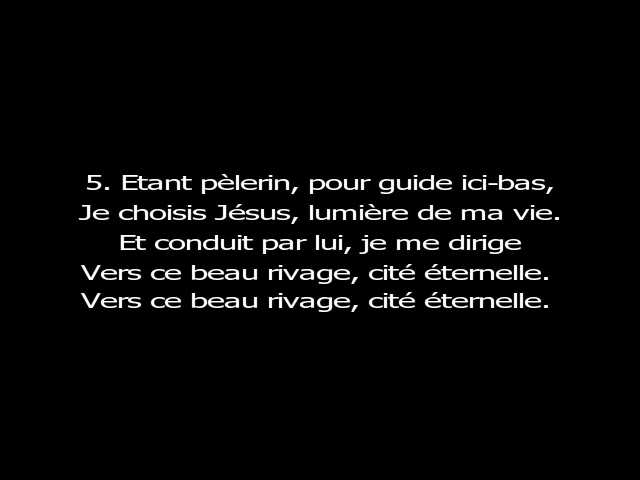 5. Etant pèlerin, pour guide ici-bas,
Je choisis Jésus, lumière de ma vie.
Et conduit par lui, je me dirige
Vers ce beau rivage, cité éternelle.
Vers ce beau rivage, cité éternelle.